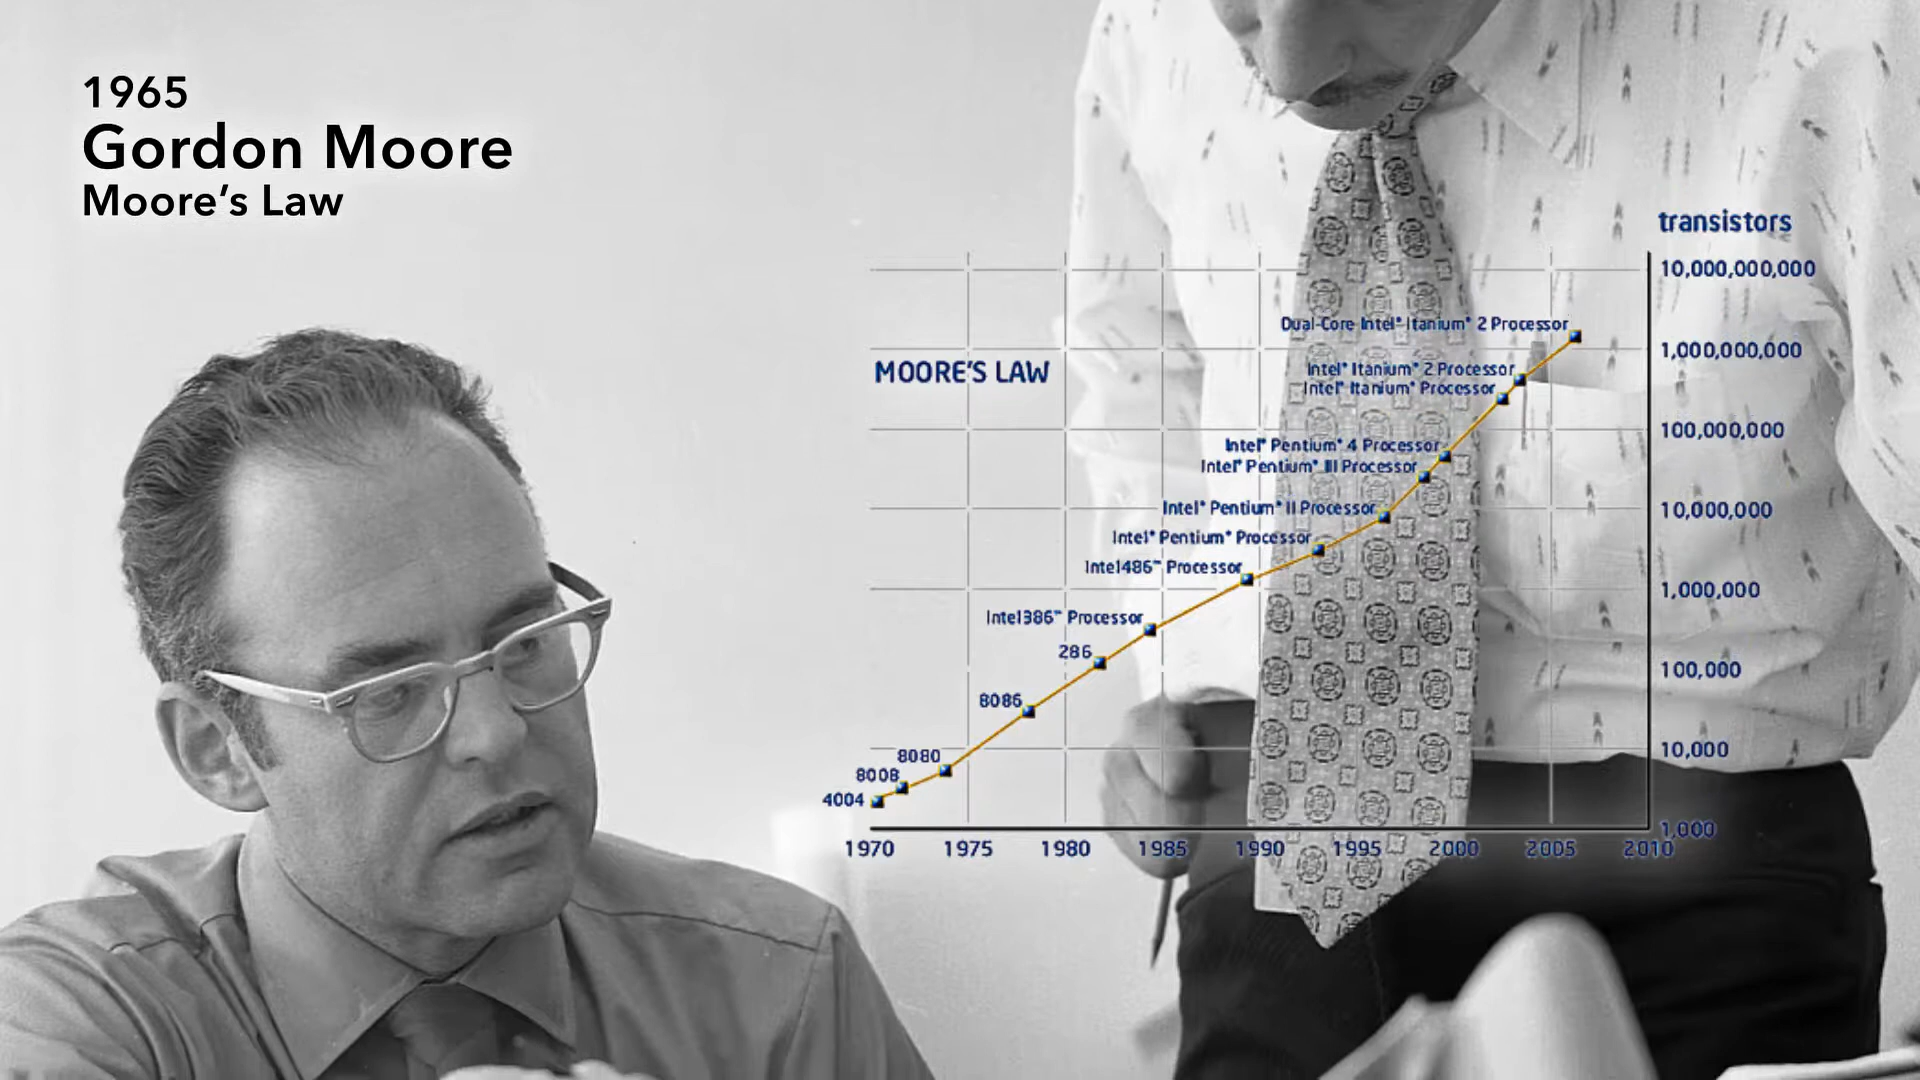 1965
Gordon Moore
Moore's Law
transistors
10,000,000,000
Dual-Core Intel® Itanium® 2 Processor
1,000,000,000
MOORE'S LAW
Intel® Itanium® 2 Processor
Intel® Itanium® Processor
100,000,000
Intel® Pentium® 4 Processor
Intel® Pentium® III Processor
10,000,000
Intel® Pentium® II Processor
Intel® Pentium® Processor
Intel486™ Processor
1,000,000
Intel386™ Processor
286
100,000
8086
10,000
8080
8008
4004
1,000
1970 1975 1980 1985 1990 1995 2000 2005 2010